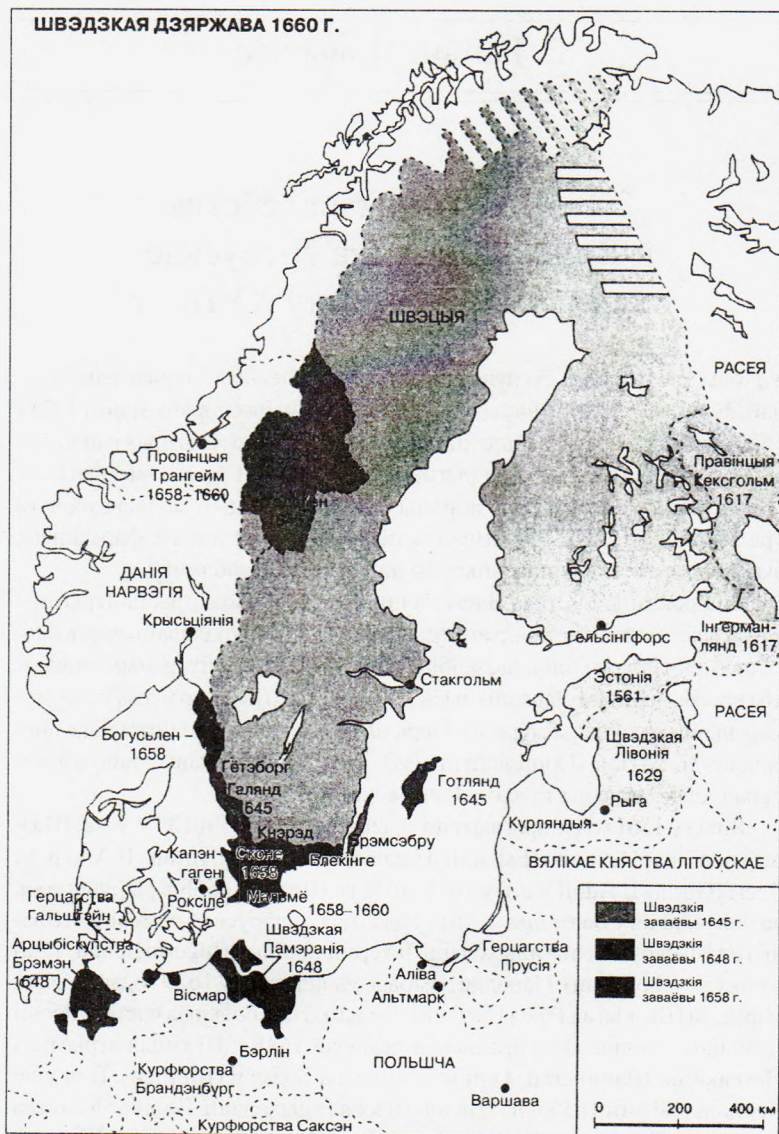 ШВЭДЗКАЯ ДЗЯРЖАВА 1660 Г.
ШВЭЦЫЯ
РАСЕЯ
Провінцыя
Трангейм
1658–1660
Правінцыя
Кексгольм
1617
ДАНІЯ
НАРВЭГІЯ
Крысьціянія
Гельсінгфорс
Інгерман-
лянд 1617
Стакгольм
Эстонія
1561
РАСЕЯ
Богусьлен
1658
Швэдзкая
Лівонія
1629
Гётэборг
Галянд
1645
Готлянд
1645
Рыга
Курляндыя
Кнэрэд
Брэмсэбру
Капэн-
гаген
Сконэ
1658
Блекінге
ВЯЛІКАЕ КНЯСТВА ЛІТОЎСКАЕ
Герцагства
Гальштэйн
Роксіле
Мальмё
1658–1660
Арцыбіскупства
Брэмэн
1648
Швэдзкая
Памэранія
1648
Герцагства
Прусія
Вісмар
Аліва
Альтмарк
Швэдзкія
заваёвы 1645 г.
Швэдзкія
заваёвы 1648 г.
Швэдзкія
заваёвы 1658 г.
Бэрлін
Курфюрства
Брандэнбург
ПОЛЬШЧА
Варшава
Курфюрства Саксэн
0 200 400 км